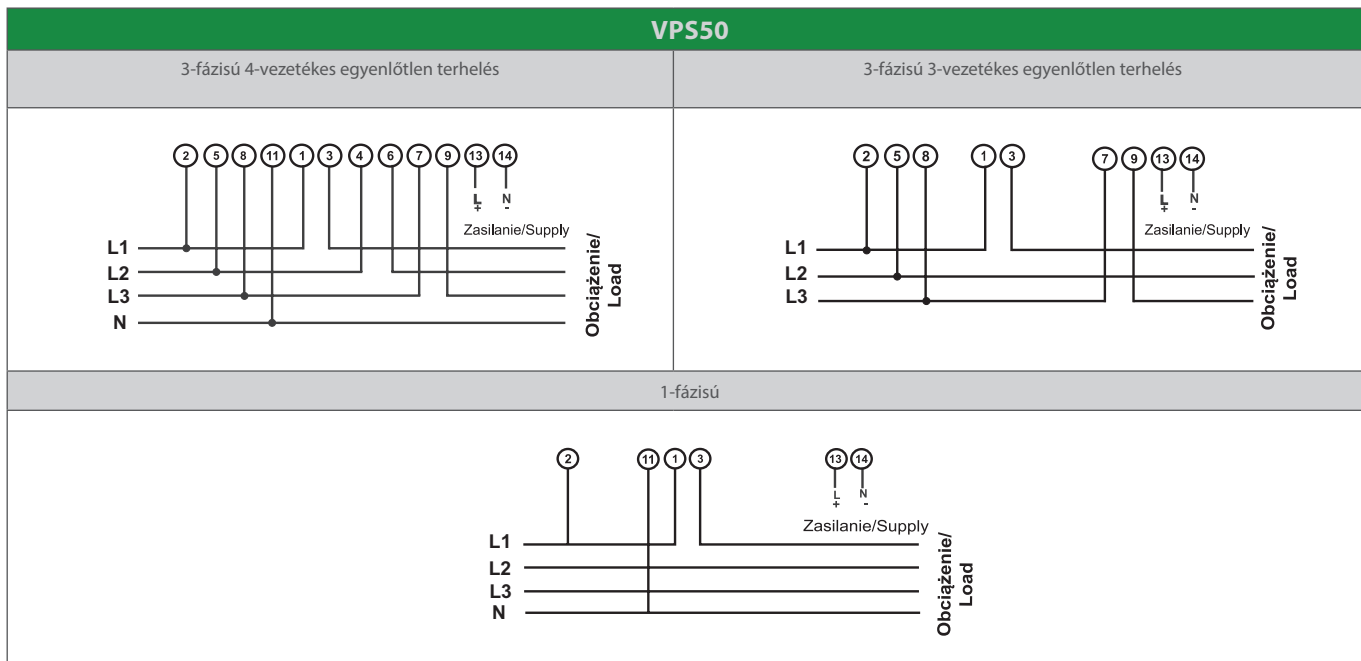 VPS50
3-fázisú 4-vezetékes egyenlőtlen terhelés
2 5 8 11 1 3 4 6 7 9 13 14
L N
+ -
Zasilanie/Supply
L1
L2
L3
N
Obciążenie/
Load
3-fázisú 3-vezetékes egyenlőtlen terhelés
2 5 8 1 3 7 9 13 14
L N
+ -
Zasilanie/Supply
L1
L2
L3
Obciążenie/
Load
1-fázisú
2 11 1 3 13 14
L N
+ -
Zasilanie/Supply
L1
L2
L3
N
Obciążenie/
Load